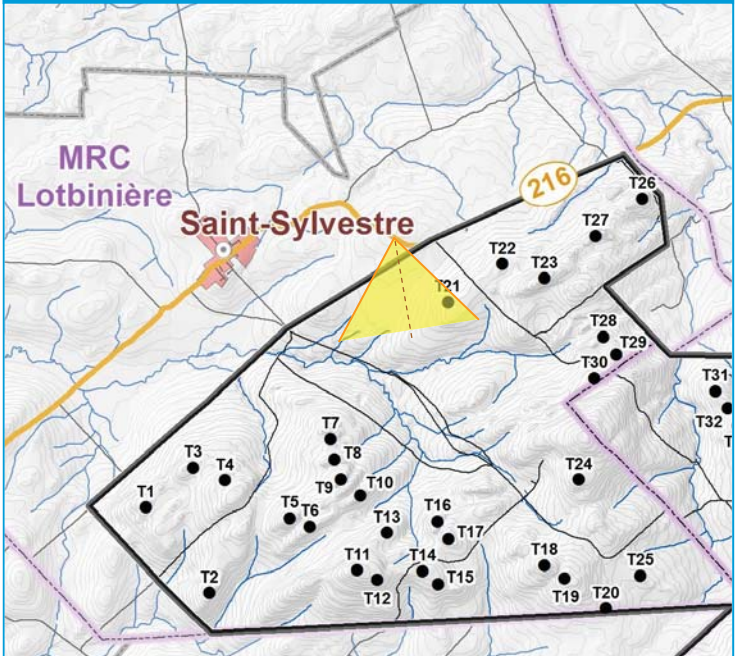 MRC
Lotbinière
Saint-Sylvestre
216
T26
T27
T22
T23
T21
T28
T29
T30
T31
T32
T
T7
T8
T3
T4
T9
T10
T24
T1
T5
T6
T16
T13
T17
T11
T12
T14
T15
T18
T19
T25
T2
T20